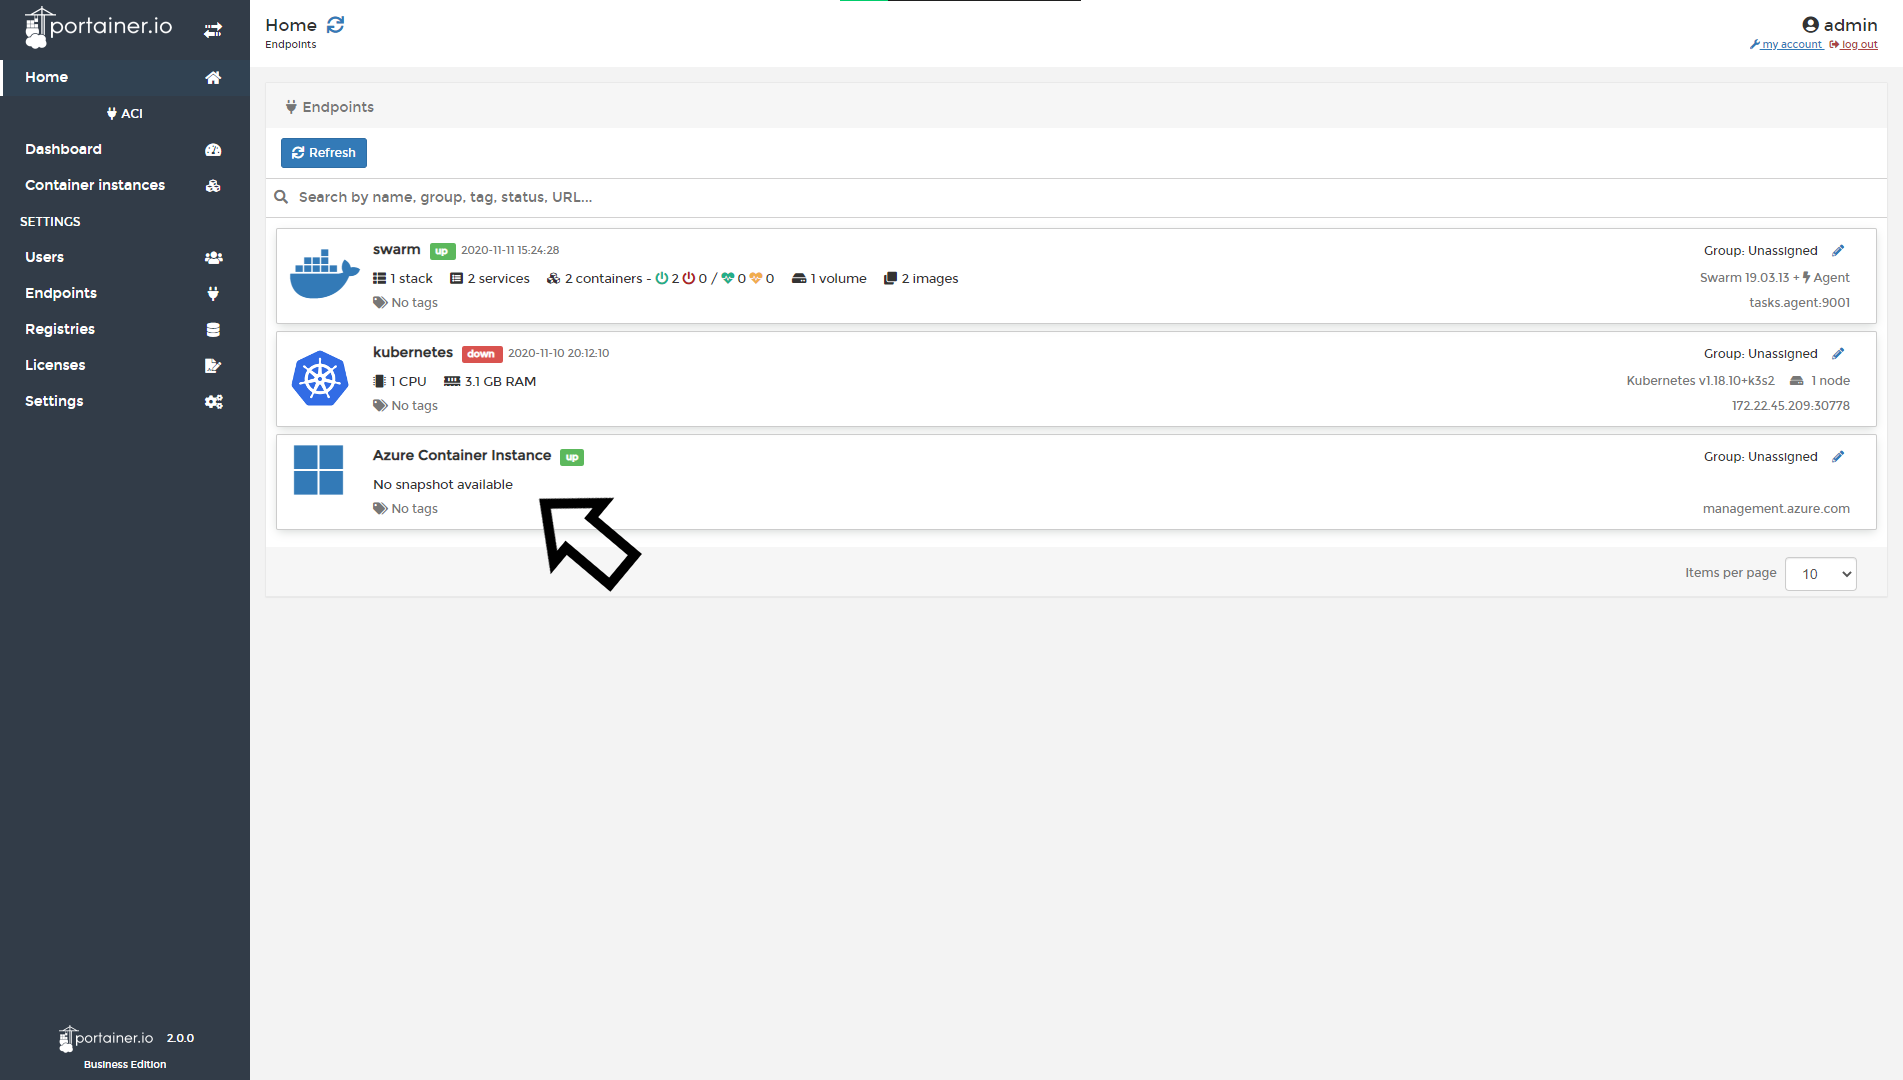 portainer.io
Home
ACI
Dashboard
Container instances
SETTINGS
Users
Endpoints
Registries
Licenses
Settings
portainer.io 2.0.0
Business Edition
Home
Endpoints
admin
my account log out
Endpoints
Refresh
Search by name, group, tag, status, URL...
swarm up 2020-11-11 15:24:28
Group: Unassigned
1 stack 2 services 2 containers - 2 0 / 0 0 1 volume 2 images
Swarm 19.03.13 + Agent
No tags
tasks.agent:9001
kubernetes down 2020-11-10 20:12:10
Group: Unassigned
1 CPU 3.1 GB RAM
Kubernetes v1.18.10+k3s2 1 node
No tags
172.22.45.209:30778
Azure Container Instance up
Group: Unassigned
No snapshot available
No tags
management.azure.com
Items per page 10